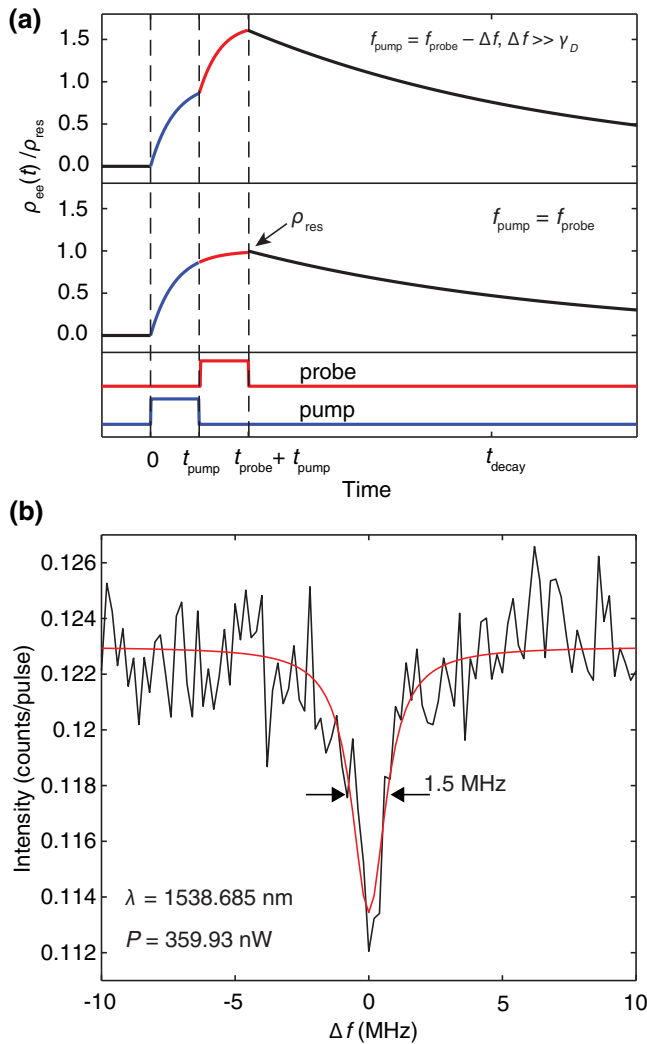 (a)
f_pump = f_probe − Δf, Δf >> γ_D
1.5
1.0
0.5
0.0
ρ_ee(t) /ρ_res
ρ_res
f_pump = f_probe
1.5
1.0
0.5
0.0
probe
pump
0 t_pump t_probe + t_pump t_decay
Time
(b)
0.126
0.124
0.122
0.12
0.118
0.116
0.114
0.112
Intensity (counts/pulse)
1.5 MHz
λ = 1538.685 nm
P = 359.93 nW
-10 -5 0 5 10
Δf (MHz)